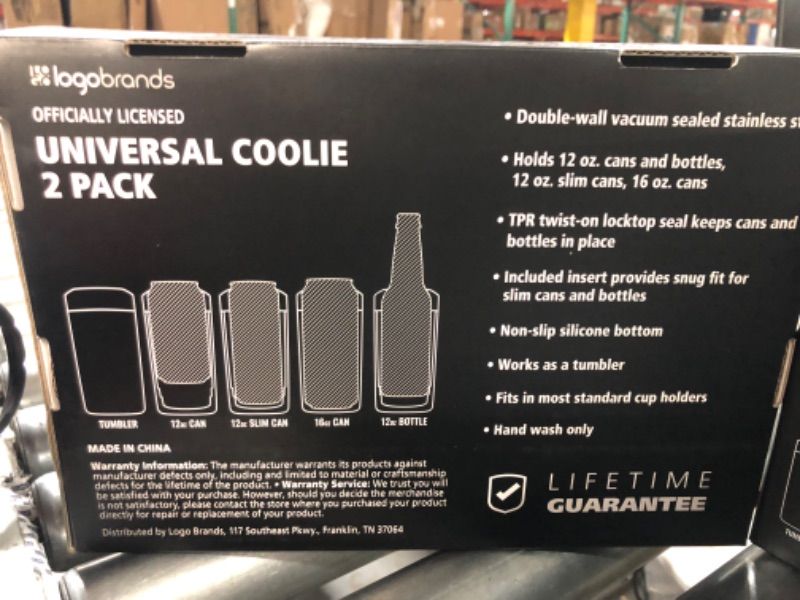 logobrands
OFFICIALLY LICENSED
UNIVERSAL COOLIE
2 PACK
TUMBLER
12oz CAN
12oz SLIM CAN
16oz CAN
12oz BOTTLE
MADE IN CHINA
Warranty Information: The manufacturer warrants its products against
manufacturer defects only, including and limited to material or craftsmanship
defects for the lifetime of the product. • Warranty Service: We trust you will
be satisfied with your purchase. However, should you decide the merchandise
is not satisfactory, please contact the store where you purchased your product
directly for repair or replacement of your product.
Distributed by Logo Brands, 117 Southeast Pkwy., Franklin, TN 37064
• Double-wall vacuum sealed stainless
• Holds 12 oz. cans and bottles,
12 oz. slim cans, 16 oz. cans
• TPR twist-on locktop seal keeps cans and
bottles in place
• Included insert provides snug fit for
slim cans and bottles
• Non-slip silicone bottom
• Works as a tumbler
• Fits in most standard cup holders
• Hand wash only
LIFETIME
GUARANTEE